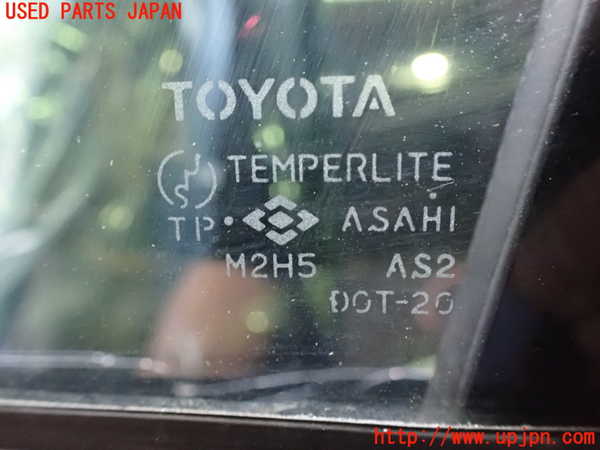 USED PARTS JAPAN
TOYOTA
TEMPERLITE
TP ASAHI
M2H5 AS2
DOT-20
http://www.upjpn.com